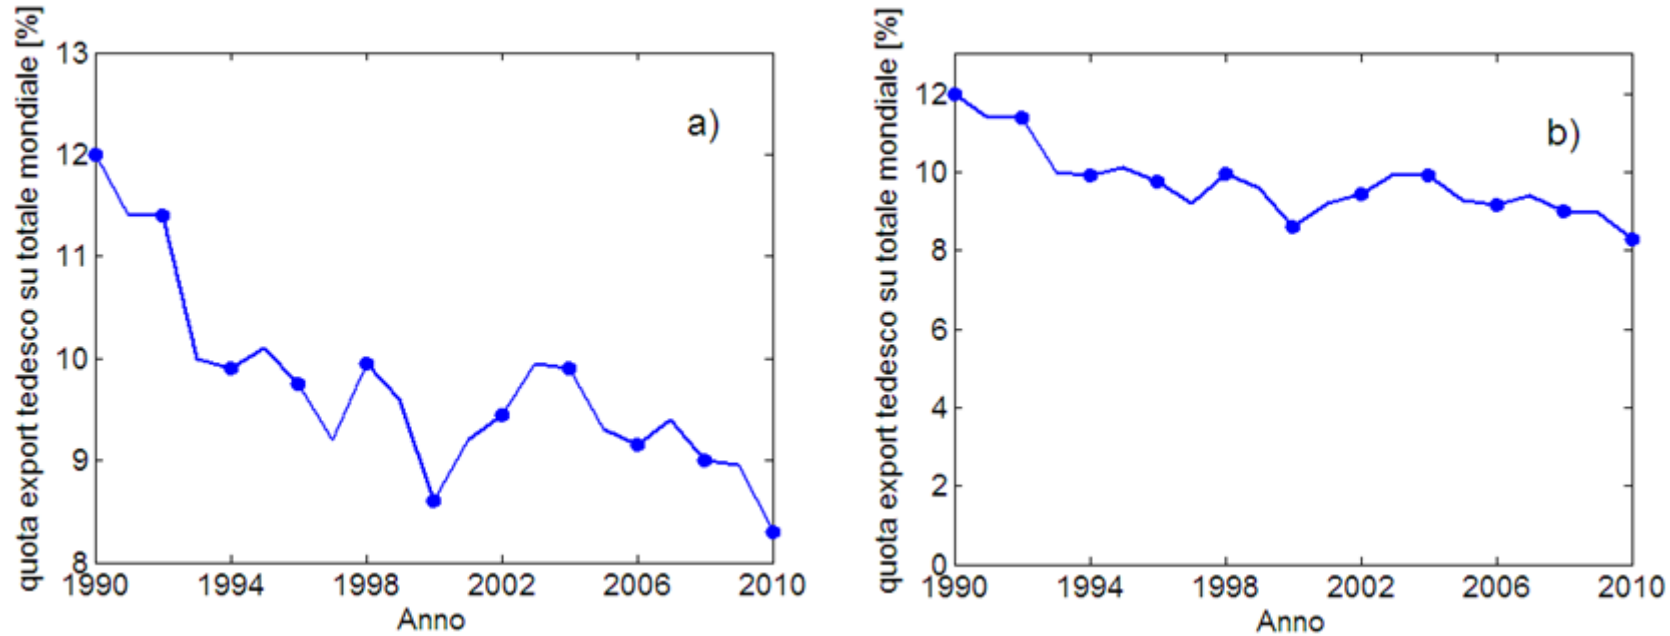 quota export tedesco su totale mondiale [%]
13
12
11
10
9
8
a)
1990 1994 1998 2002 2006 2010
Anno
quota export tedesco su totale mondiale [%]
12
10
8
6
4
2
0
b)
1990 1994 1998 2002 2006 2010
Anno